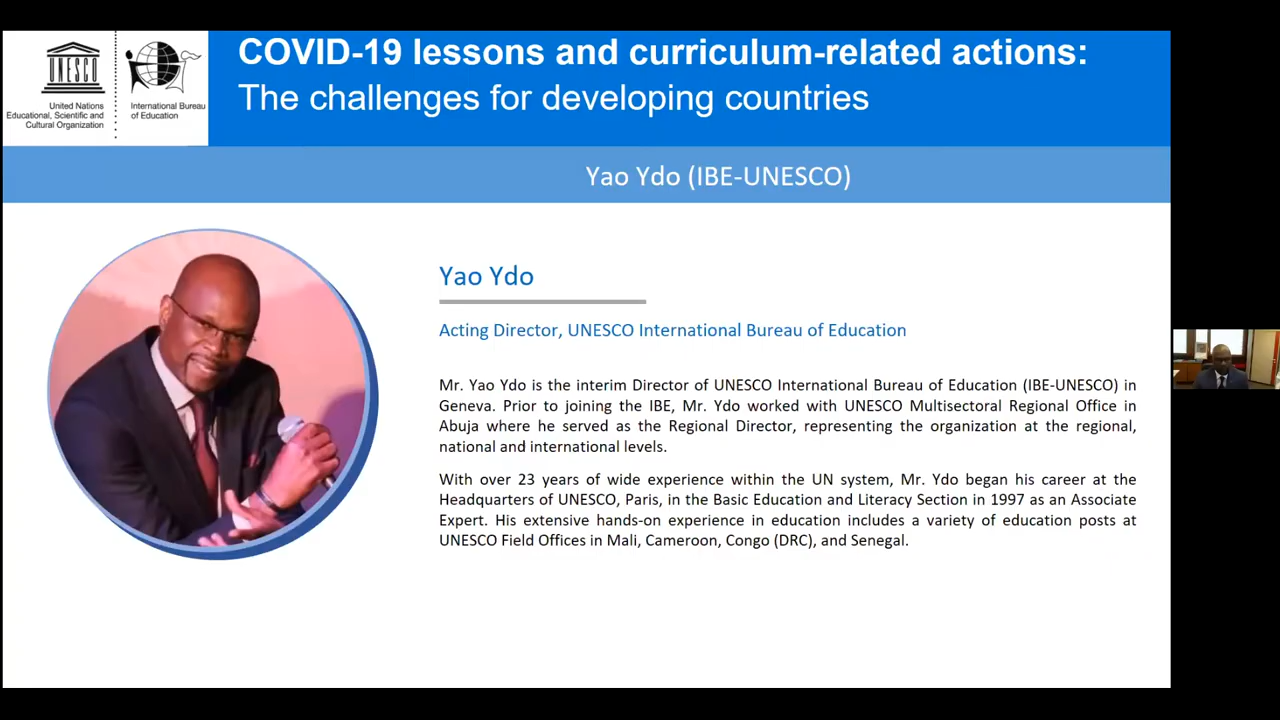 COVID-19 lessons and curriculum-related actions:
The challenges for developing countries
UNESCO
United Nations
Educational, Scientific and
Cultural Organization
International Bureau
of Education
Yao Ydo (IBE-UNESCO)
Yao Ydo
Acting Director, UNESCO International Bureau of Education
Mr. Yao Ydo is the interim Director of UNESCO International Bureau of Education (IBE-UNESCO) in
Geneva. Prior to joining the IBE, Mr. Ydo worked with UNESCO Multisectoral Regional Office in
Abuja where he served as the Regional Director, representing the organization at the regional,
national and international levels.
With over 23 years of wide experience within the UN system, Mr. Ydo began his career at the
Headquarters of UNESCO, Paris, in the Basic Education and Literacy Section in 1997 as an Associate
Expert. His extensive hands-on experience in education includes a variety of education posts at
UNESCO Field Offices in Mali, Cameroon, Congo (DRC), and Senegal.